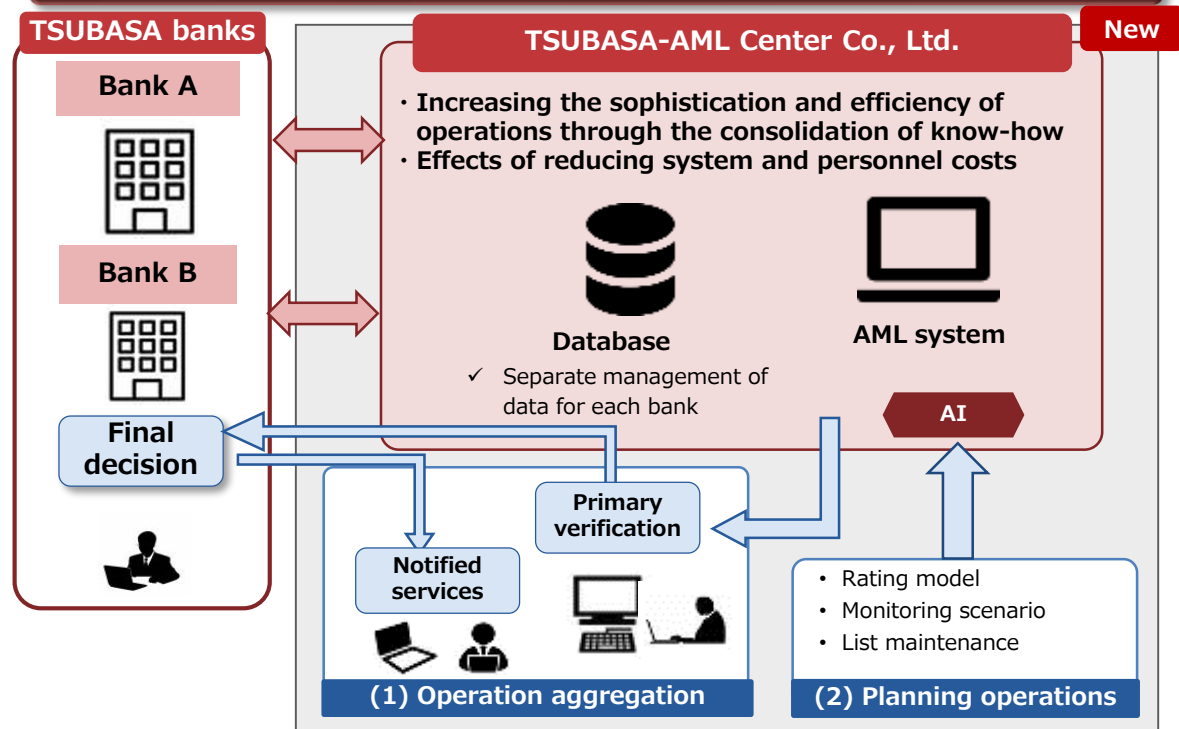 TSUBASA banks
Bank A
Bank B
Final
decision
New
TSUBASA-AML Center Co., Ltd.
・Increasing the sophistication and efficiency of
operations through the consolidation of know-how
・Effects of reducing system and personnel costs
Database
✓ Separate management of
data for each bank
AML system
AI
Primary
verification
Notified
services
(1) Operation aggregation
• Rating model
• Monitoring scenario
• List maintenance
(2) Planning operations